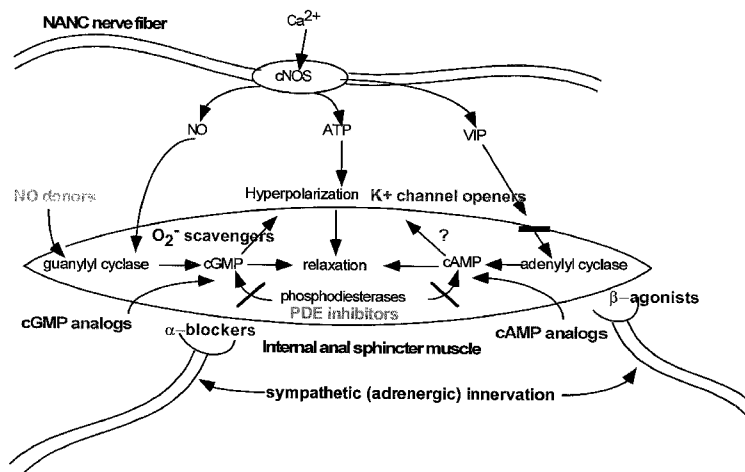 NANC nerve fiber
Ca2+
cNOS
NO
ATP
VIP
NO donors
Hyperpolarization
K+ channel openers
O2- scavengers
?
guanylyl cyclase
cGMP
relaxation
cAMP
adenylyl cyclase
phosphodiesterases
PDE inhibitors
β-agonists
cGMP analogs
α-blockers
cAMP analogs
Internal anal sphincter muscle
sympathetic (adrenergic) innervation